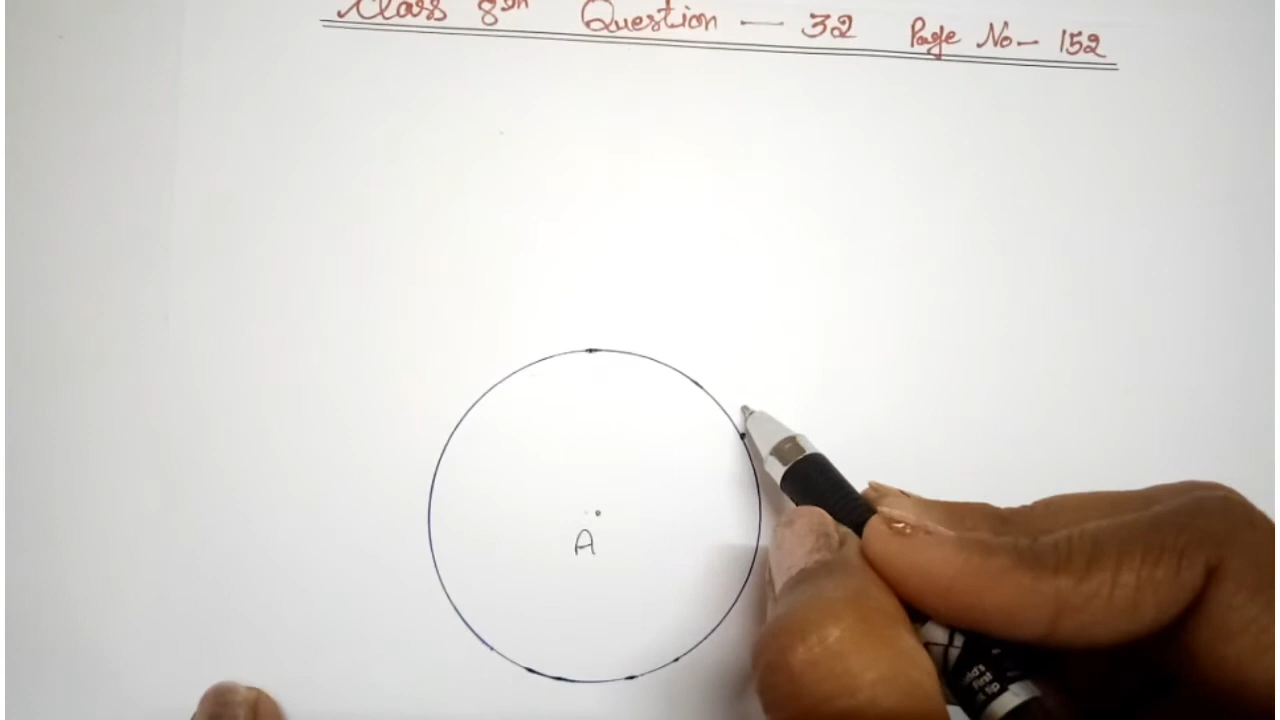 Class 8th Question — 32 Page No - 152
A